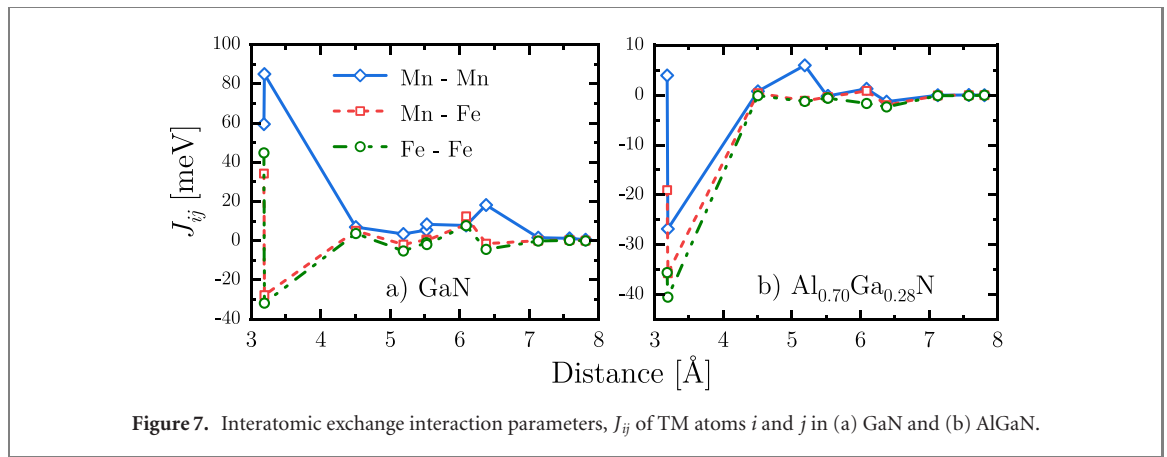 100
80
60
40
20
0
-20
-40
J_ij [meV]
Mn - Mn
Mn - Fe
Fe - Fe
a) GaN
3 4 5 6 7 8
10
0
-10
-20
-30
-40
b) Al₀.₇₀Ga₀.₂₈N
3 4 5 6 7 8
Distance [Å]
Figure 7. Interatomic exchange interaction parameters, J_ij of TM atoms i and j in (a) GaN and (b) AlGaN.